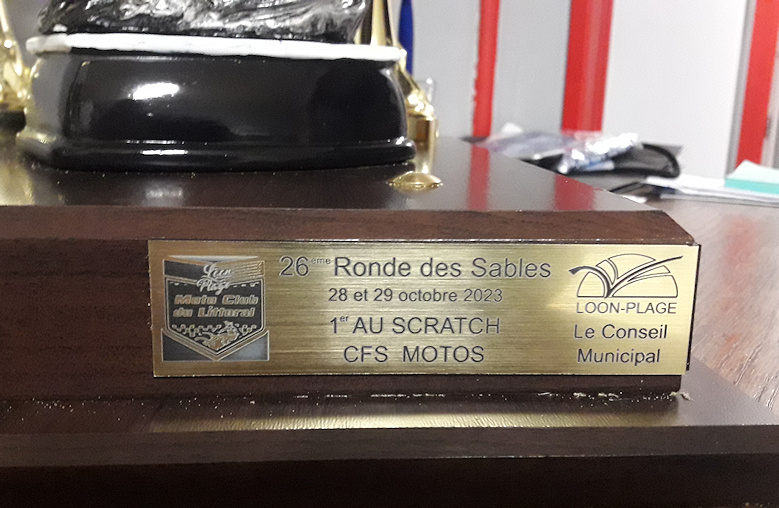 Loon
Plage
Moto Club
du Littoral
26ème Ronde des Sables
28 et 29 octobre 2023
1er AU SCRATCH
CFS MOTOS
LOON-PLAGE
Le Conseil
Municipal